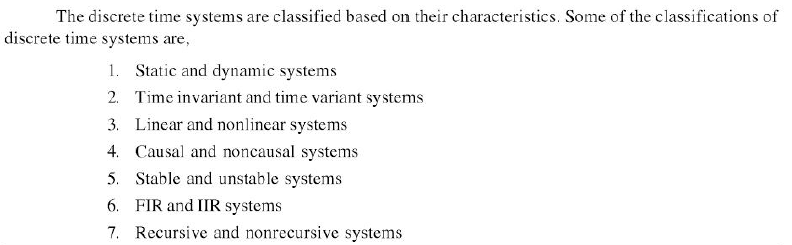 The discrete time systems are classified based on their characteristics. Some of the classifications of
discrete time systems are,
1. Static and dynamic systems
2. Time invariant and time variant systems
3. Linear and nonlinear systems
4. Causal and noncausal systems
5. Stable and unstable systems
6. FIR and IIR systems
7. Recursive and nonrecursive systems